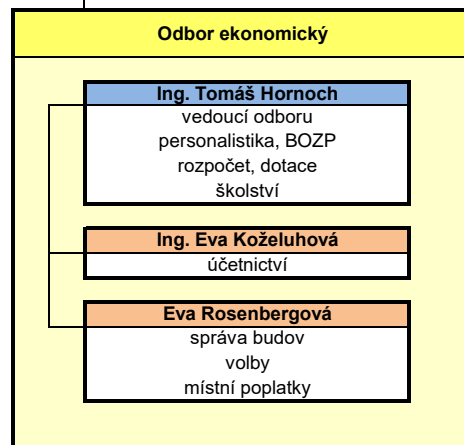 Odbor ekonomický
Ing. Tomáš Hornoch
vedoucí odboru
personalistika, BOZP
rozpočet, dotace
školství
Ing. Eva Koželuhová
účetnictví
Eva Rosenbergová
správa budov
volby
místní poplatky